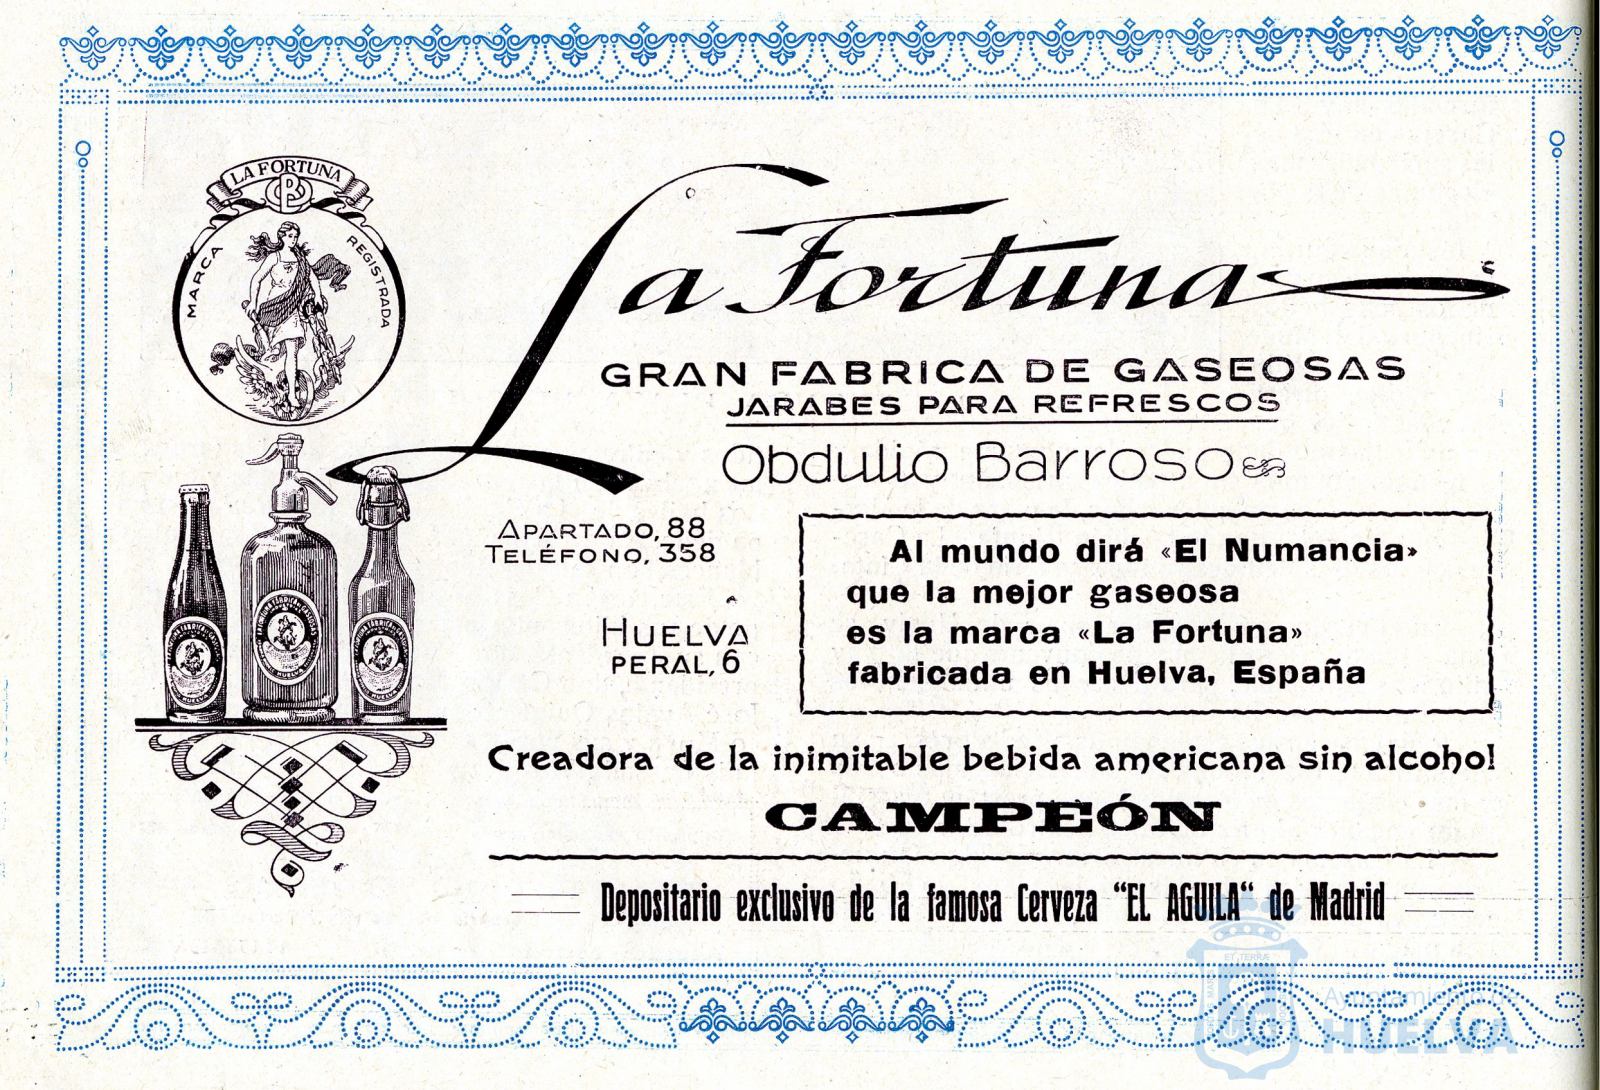 LA FORTUNA
MARCA REGISTRADA
La Fortuna
GRAN FABRICA DE GASEOSAS
JARABES PARA REFRESCOS
Obdulio Barroso
APARTADO, 88
TELÉFONO, 358
HUELVA
PERAL, 6
Al mundo dirá «El Numancia»
que la mejor gaseosa
es la marca «La Fortuna»
fabricada en Huelva, España
Creadora de la inimitable bebida americana sin alcohol
CAMPEÓN
Depositario exclusivo de la famosa Cerveza "EL AGUILA" de Madrid
Ayuntamiento de
HUELVA